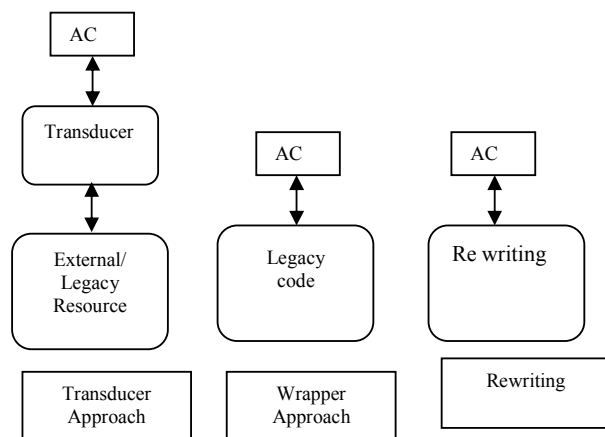 AC
Transducer
External/
Legacy
Resource
Transducer
Approach
AC
Legacy
code
Wrapper
Approach
AC
Re writing
Rewriting